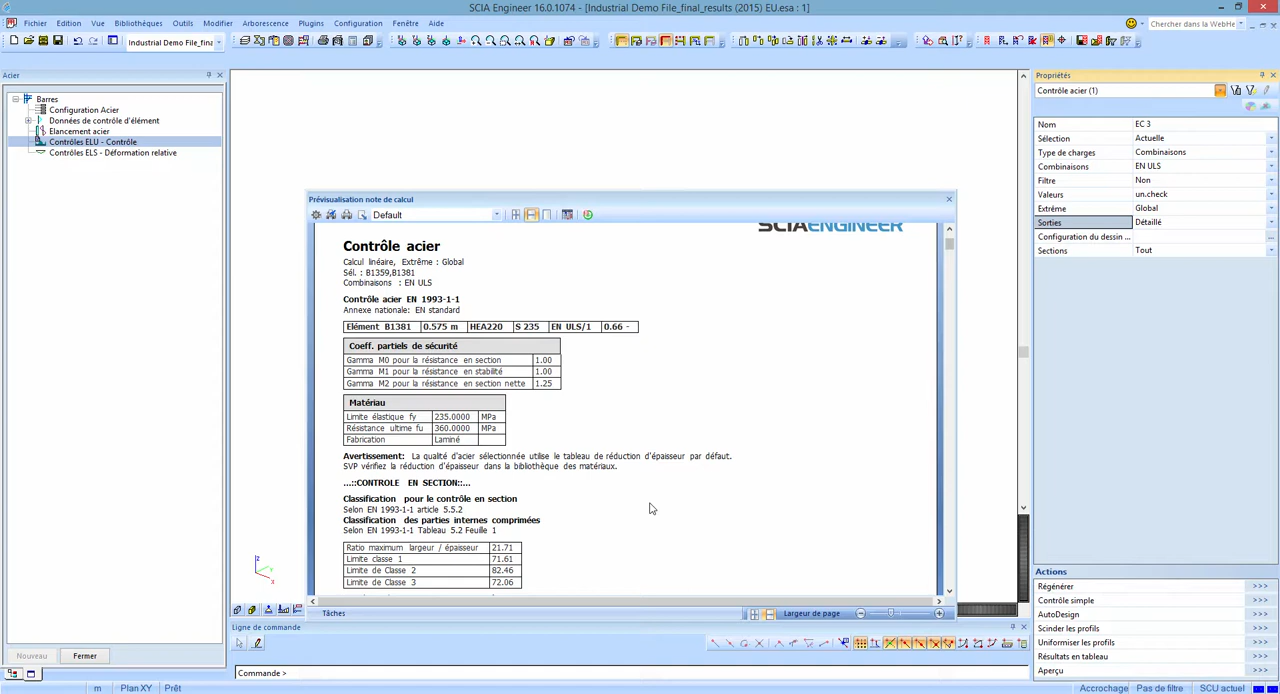 SCIA Engineer 16.0.1074 - [Industrial Demo File_final_results (2015) EU.esa : 1]
Fichier Edition Vue Bibliothèques Outils Modifier Arborescence Plugins Configuration Fenêtre Aide
Chercher dans la WebHe
Industrial Demo File_fina
Acier
Barres
Configuration Acier
Données de contrôle d'élément
Elancement acier
Contrôles ELU - Contrôle
Contrôles ELS - Déformation relative
Nouveau Fermer
Prévisualisation note de calcul
Default
SCIAENGINEER
Contrôle acier
Calcul linéaire, Extrême : Global
Sél. : B1359,B1381
Combinaisons : EN ULS
Contrôle acier EN 1993-1-1
Annexe nationale: EN standard
Elément B1381 0.575 m HEA220 S 235 EN ULS/1 0.66 -
Coeff. partiels de sécurité
Gamma M0 pour la résistance en section 1.00
Gamma M1 pour la résistance en stabilité 1.00
Gamma M2 pour la résistance en section nette 1.25
Matériau
Limite élastique fy 235.0000 MPa
Résistance ultime fu 360.0000 MPa
Fabrication Laminé
Avertissement: La qualité d'acier sélectionnée utilise le tableau de réduction d'épaisseur par défaut.
SVP vérifiez la réduction d'épaisseur dans la bibliothèque des matériaux.
...::CONTROLE EN SECTION::...
Classification pour le contrôle en section
Selon EN 1993-1-1 article 5.5.2
Classification des parties internes comprimées
Selon EN 1993-1-1 Tableau 5.2 Feuille 1
Ratio maximum largeur / épaisseur 21.71
Limite classe 1 71.61
Limite de Classe 2 82.46
Limite de Classe 3 72.06
Tâches Largeur de page
z
y
x
Ligne de commande
Commande >
Propriétés
Contrôle acier (1)
Nom EC 3
Sélection Actuelle
Type de charges Combinaisons
Combinaisons EN ULS
Filtre Non
Valeurs un.check
Extrême Global
Sorties Détaillé
Configuration du dessin ...
Sections Tout
Actions
Régénérer >>>
Contrôle simple >>>
AutoDesign >>>
Scinder les profils >>>
Uniformiser les profils >>>
Résultats en tableau >>>
Aperçu >>>
m Plan XY Prêt Accrochage Pas de filtre SCU actuel